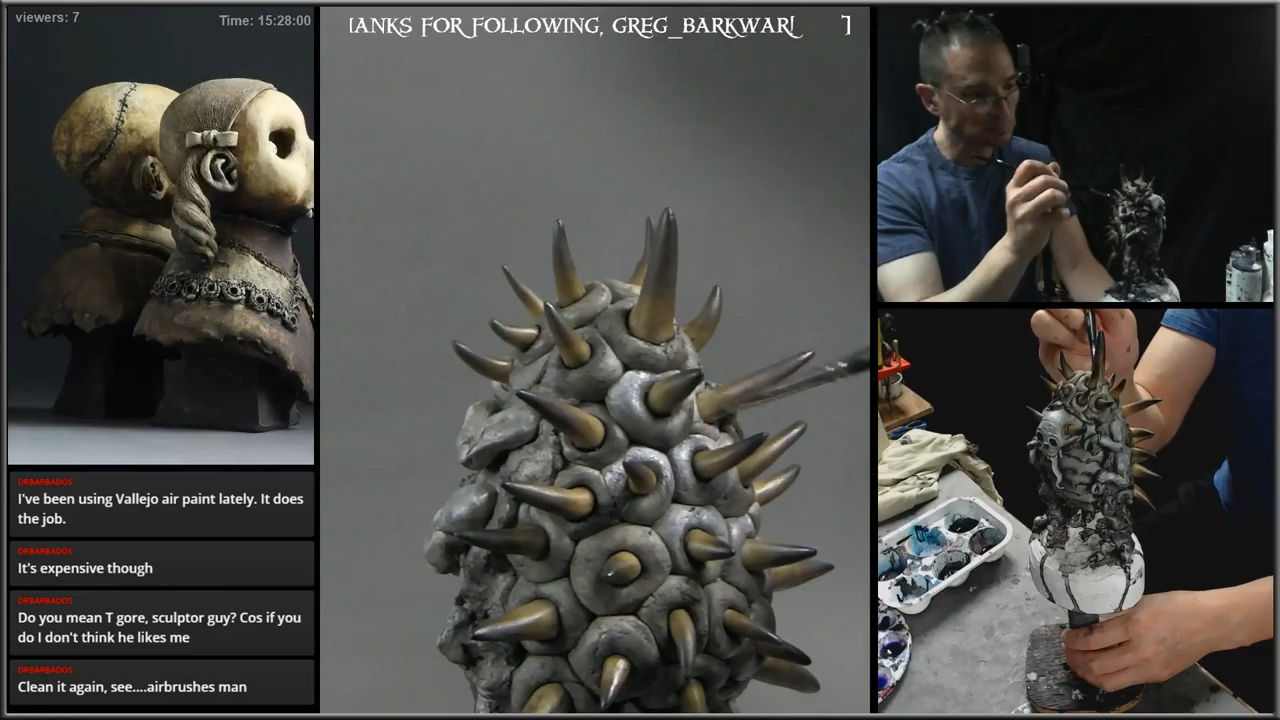 viewers: 7
Time: 15:28:00
ANKS FOR FOLLOWING, GREG_BARKWAR
DRBARBADOS
I've been using Vallejo air paint lately. It does
the job.
DRBARBADOS
It's expensive though
DRBARBADOS
Do you mean T gore, sculptor guy? Cos if you
do I don't think he likes me
DRBARBADOS
Clean it again, see....airbrushes man